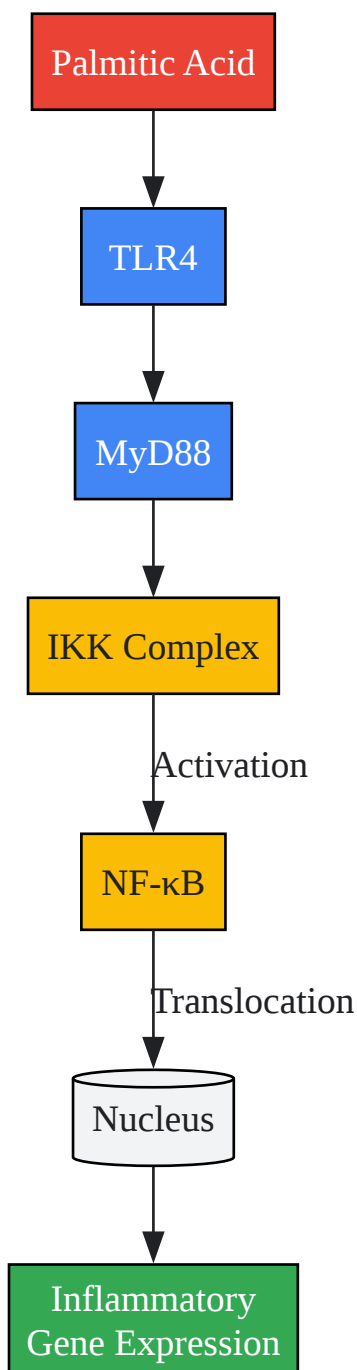 Palmitic Acid
TLR4
MyD88
IKK Complex
Activation
NF-κB
Translocation
Nucleus
Inflammatory
Gene Expression